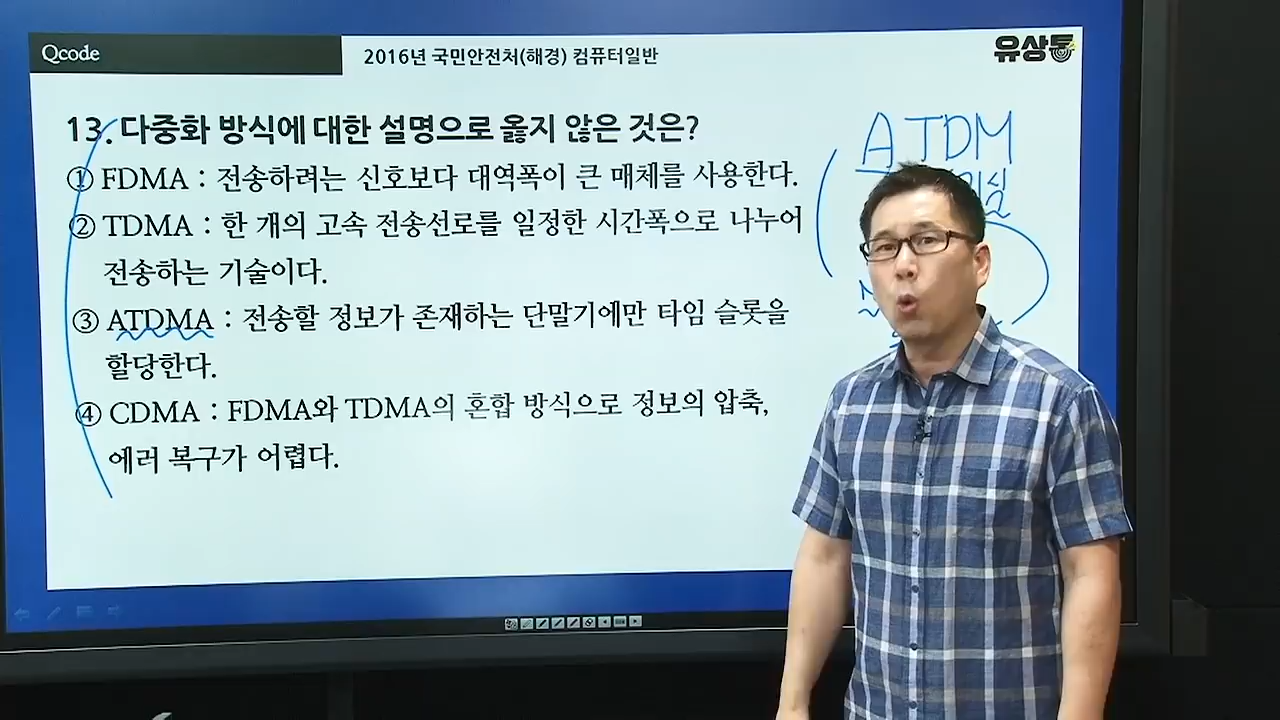 Qcode
2016년 국민안전처(해경) 컴퓨터일반
유상통
13. 다중화 방식에 대한 설명으로 옳지 않은 것은?
① FDMA : 전송하려는 신호보다 대역폭이 큰 매체를 사용한다.
② TDMA : 한 개의 고속 전송선로를 일정한 시간폭으로 나누어
전송하는 기술이다.
③ ATDMA : 전송할 정보가 존재하는 단말기에만 타임 슬롯을
할당한다.
④ CDMA : FDMA와 TDMA의 혼합 방식으로 정보의 압축,
에러 복구가 어렵다.
ATDM